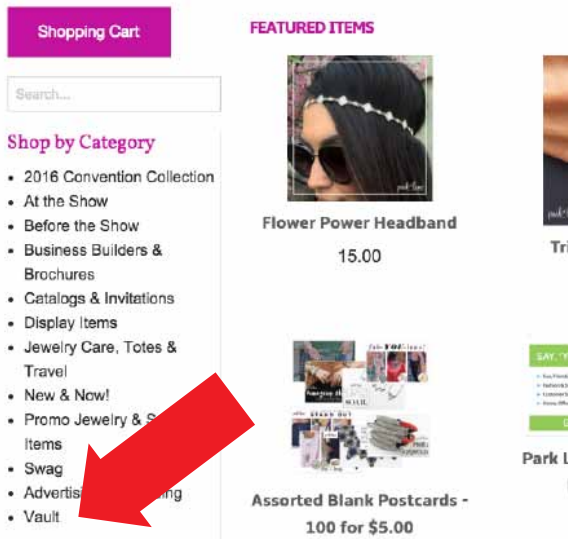 Shopping Cart
Search...
Shop by Category
2016 Convention Collection
At the Show
Before the Show
Business Builders &
Brochures
Catalogs & Invitations
Display Items
Jewelry Care, Totes &
Travel
New & Now!
Promo Jewelry & S
Items
Swag
Advertisi ng
Vault
FEATURED ITEMS
Flower Power Headband
15.00
Assorted Blank Postcards -
100 for $5.00
Tri
SAY, "Y
Park L